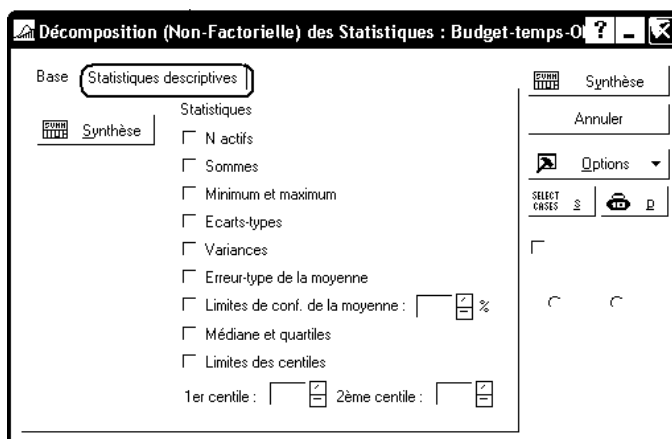 Décomposition (Non-Factorielle) des Statistiques : Budget-temps-
Base Statistiques descriptives
Synthèse
Statistiques
N actifs
Sommes
Minimum et maximum
Ecarts-types
Variances
Erreur-type de la moyenne
Limites de conf. de la moyenne : %
Médiane et quartiles
Limites des centiles
1er centile : 2ème centile :
Synthèse
Annuler
Options
SELECT CASES S D